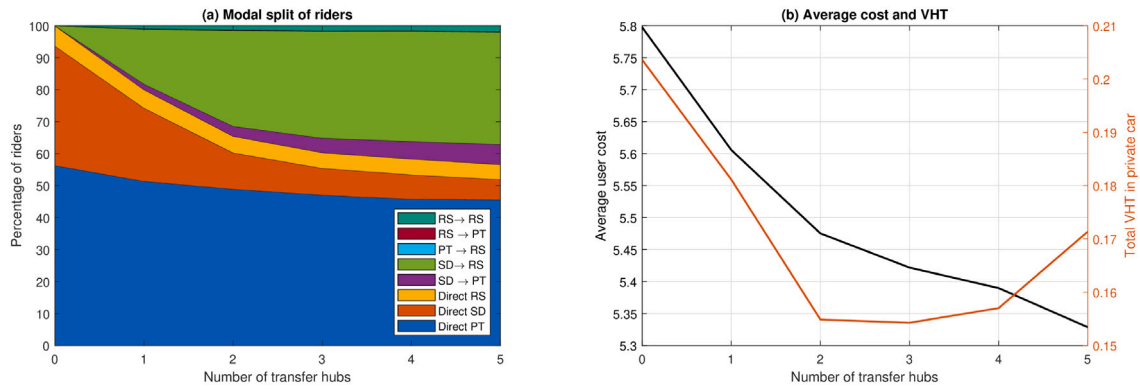 (a) Modal split of riders
100
90
80
70
60
50
40
30
20
10
0
Percentage of riders
RS→ RS
RS → PT
PT → RS
SD→ RS
SD→ PT
Direct RS
Direct SD
Direct PT
0 1 2 3 4 5
Number of transfer hubs
(b) Average cost and VHT
5.8
5.75
5.7
5.65
5.6
5.55
5.5
5.45
5.4
5.35
5.3
Average user cost
0.21
0.2
0.19
0.18
0.17
0.16
0.15
Total VHT in private car
0 1 2 3 4 5
Number of transfer hubs